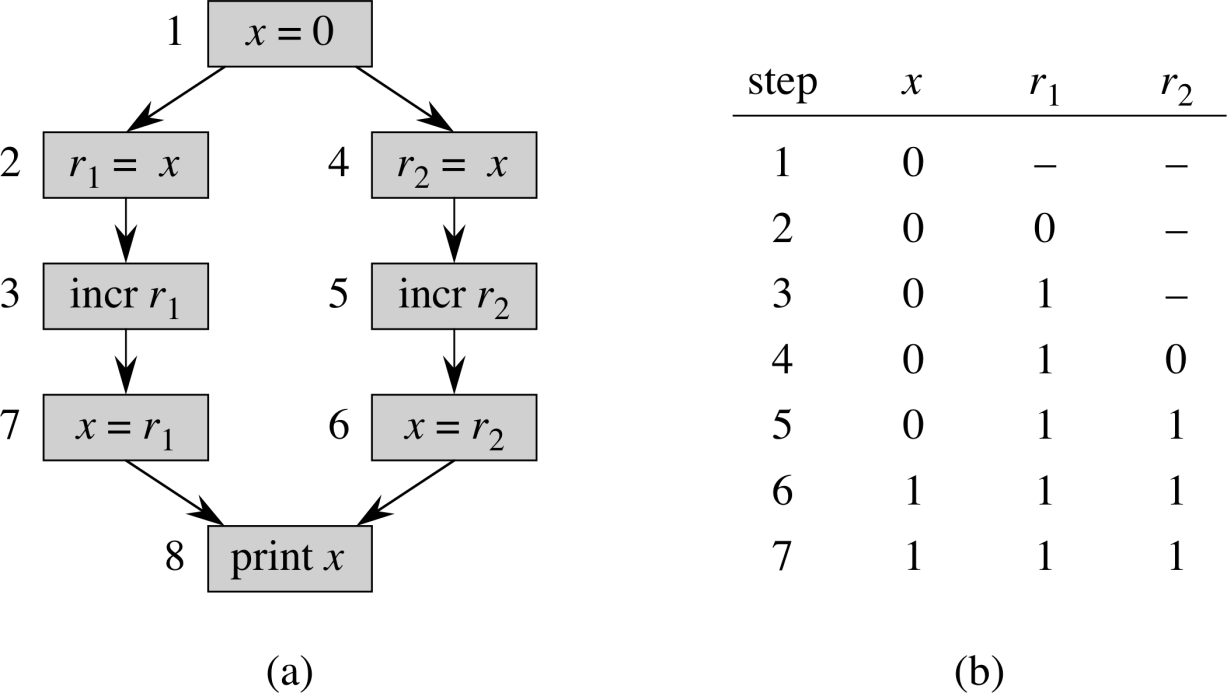 1 x = 0
2 r₁ = x 4 r₂ = x
3 incr r₁ 5 incr r₂
7 x = r₁ 6 x = r₂
8 print x
(a)
step x r₁ r₂
1 0 – –
2 0 0 –
3 0 1 –
4 0 1 0
5 0 1 1
6 1 1 1
7 1 1 1
(b)